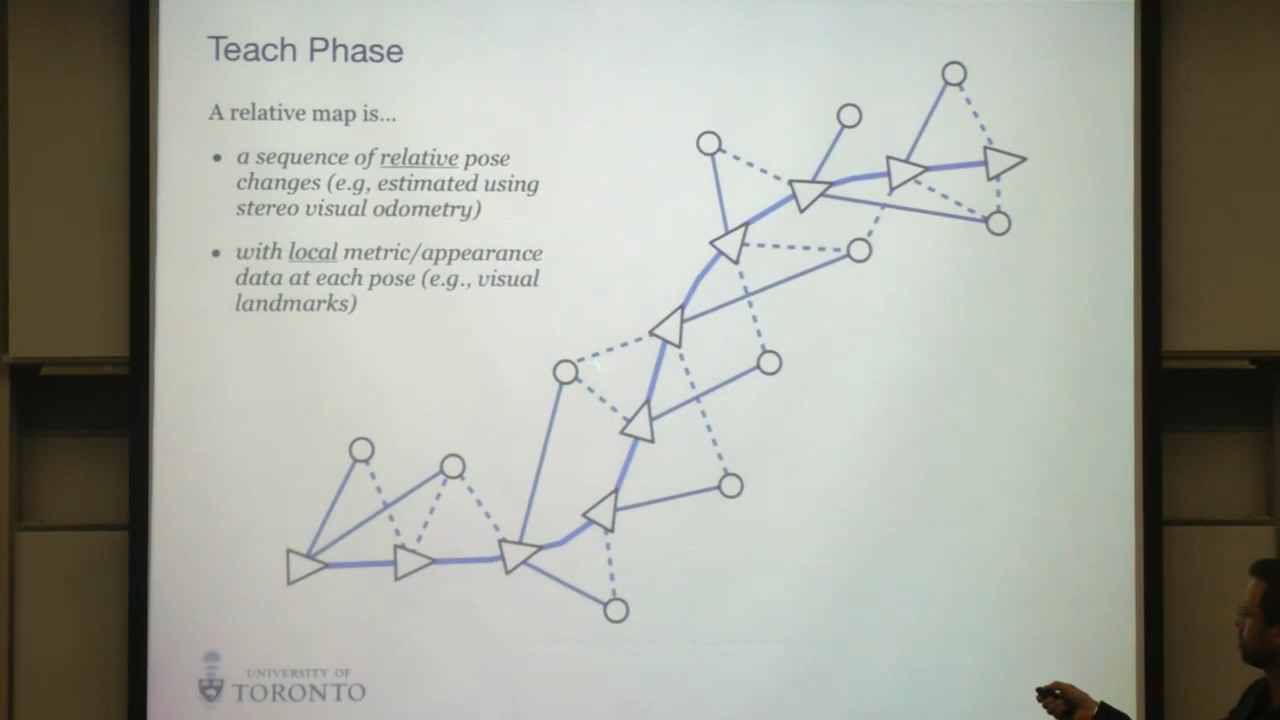 Teach Phase
A relative map is...
• a sequence of relative pose
changes (e.g, estimated using
stereo visual odometry)
• with local metric/appearance
data at each pose (e.g., visual
landmarks)
UNIVERSITY OF
TORONTO